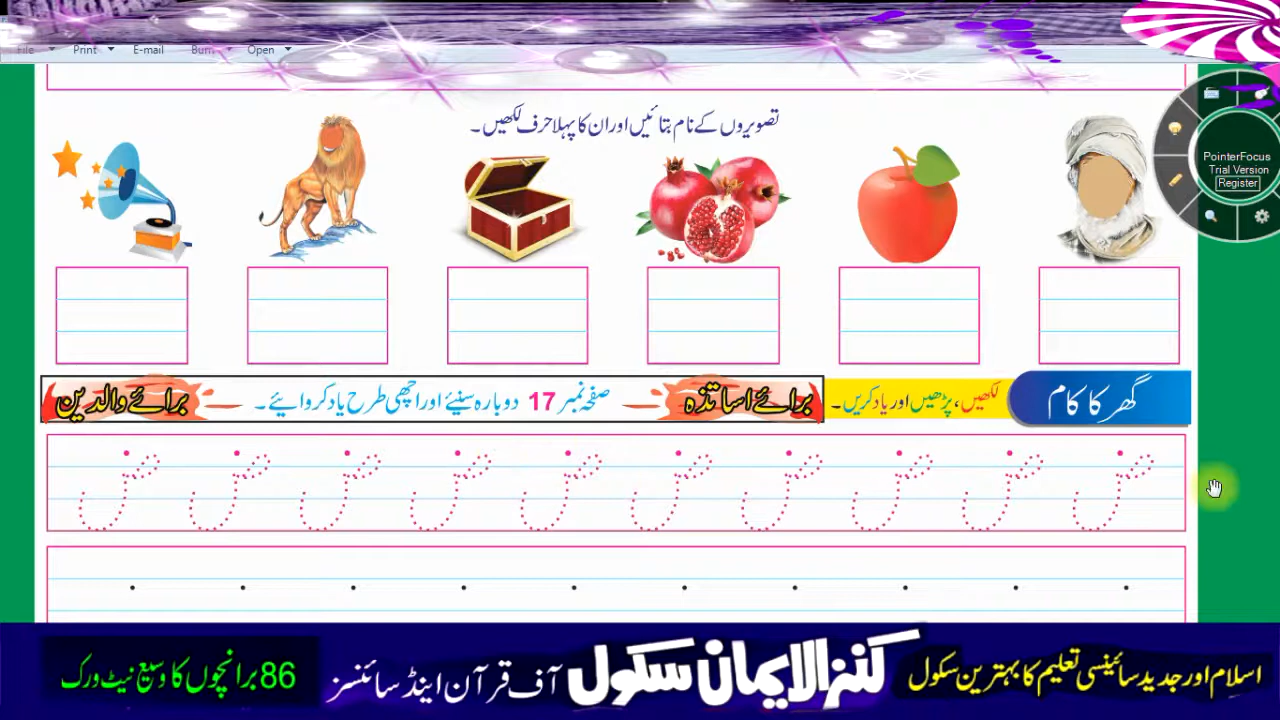 File Print E-mail Burn Open
تصویروں کے نام بتائیں اور ان کا پہلا حرف لکھیں۔
PointerFocus
Trial Version
Register
گھر کا کام
لکھیں، پڑھیں اور یاد کریں۔
برائے اساتذہ صفحہ نمبر 17 دوبارہ سنیئے اور اچھی طرح یاد کروائیے۔ برائے والدین
ض ض ض ض ض ض ض ض ض ض
اسلام اور جدید سائینسی تعلیم کا بہترین سکول
کنزالایمان سکول آف قرآن اینڈ سائنسز
86 برانچوں کا وسیع نیٹ ورک